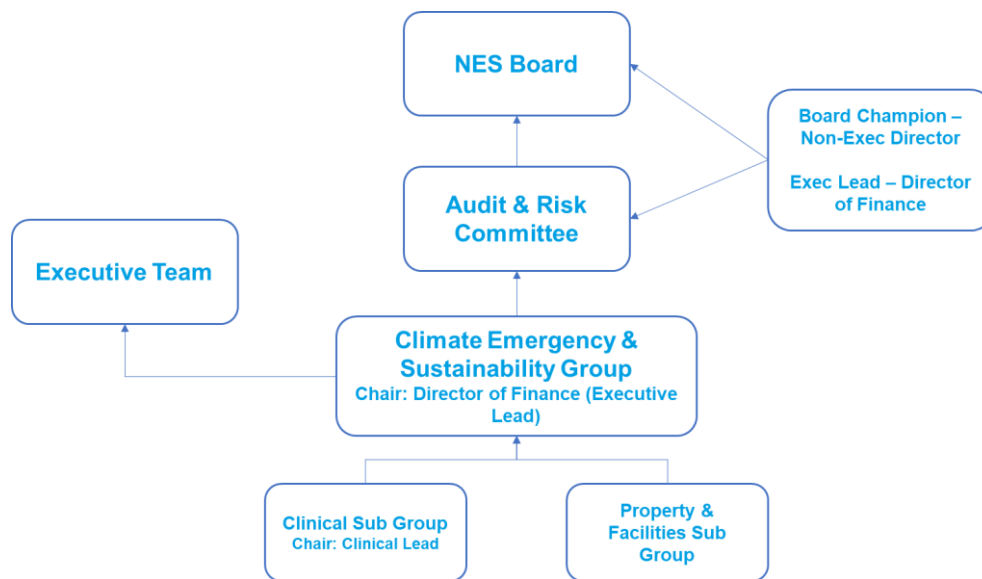 NES Board
Board Champion –
Non-Exec Director
Exec Lead – Director
of Finance
Audit & Risk
Committee
Executive Team
Climate Emergency &
Sustainability Group
Chair: Director of Finance (Executive
Lead)
Clinical Sub Group
Chair: Clinical Lead
Property &
Facilities Sub
Group